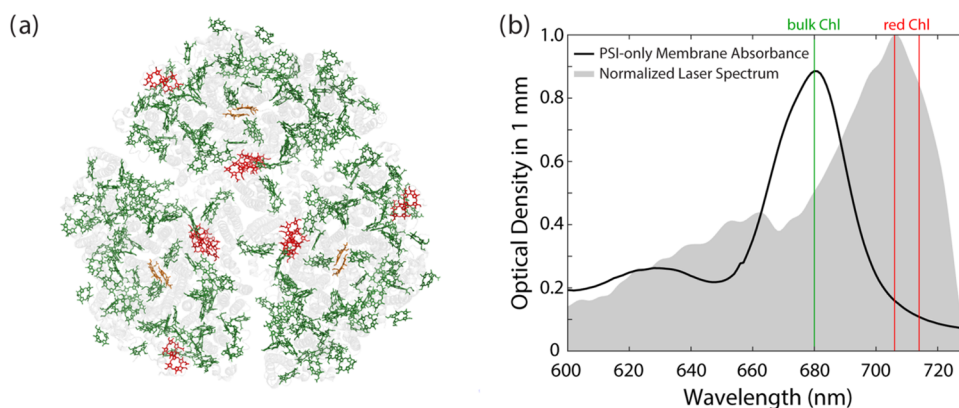 (a)
(b)
bulk Chl
red Chl
PSI-only Membrane Absorbance
Normalized Laser Spectrum
Optical Density in 1 mm
1.0
0.8
0.6
0.4
0.2
0
600
620
640
660
680
700
720
Wavelength (nm)